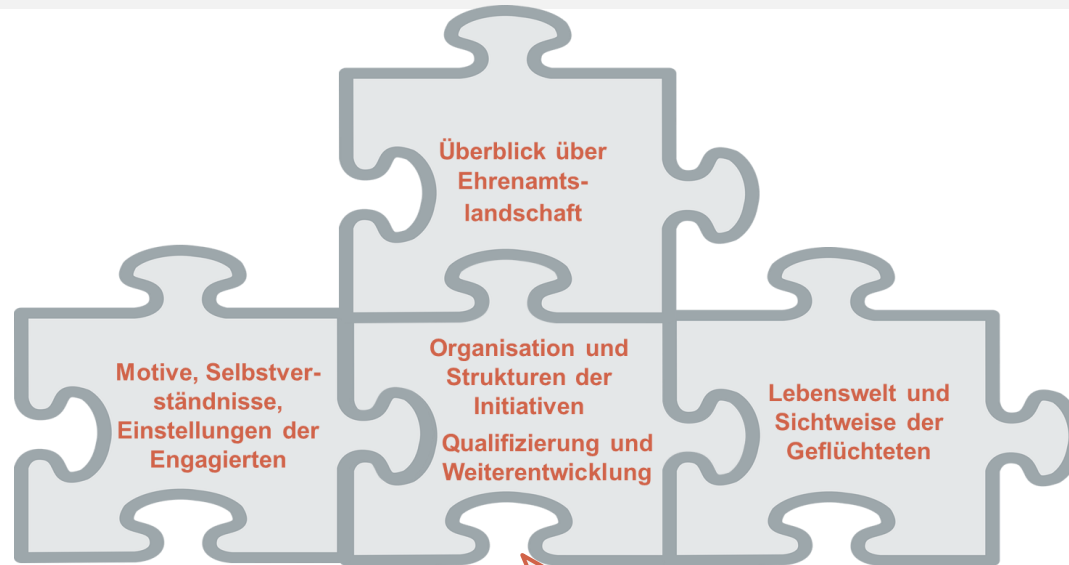 Überblick über
Ehrenamts-
landschaft
Motive, Selbstver-
ständnisse,
Einstellungen der
Engagierten
Organisation und
Strukturen der
Initiativen
Qualifizierung und
Weiterentwicklung
Lebenswelt und
Sichtweise der
Geflüchteten